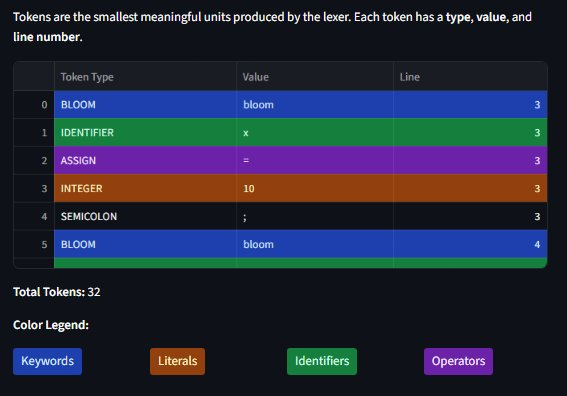 Tokens are the smallest meaningful units produced by the lexer. Each token has a type, value, and
line number.
Token Type Value Line
0 BLOOM bloom 3
1 IDENTIFIER x 3
2 ASSIGN = 3
3 INTEGER 10 3
4 SEMICOLON ; 3
5 BLOOM bloom 4
Total Tokens: 32
Color Legend:
Keywords Literals Identifiers Operators